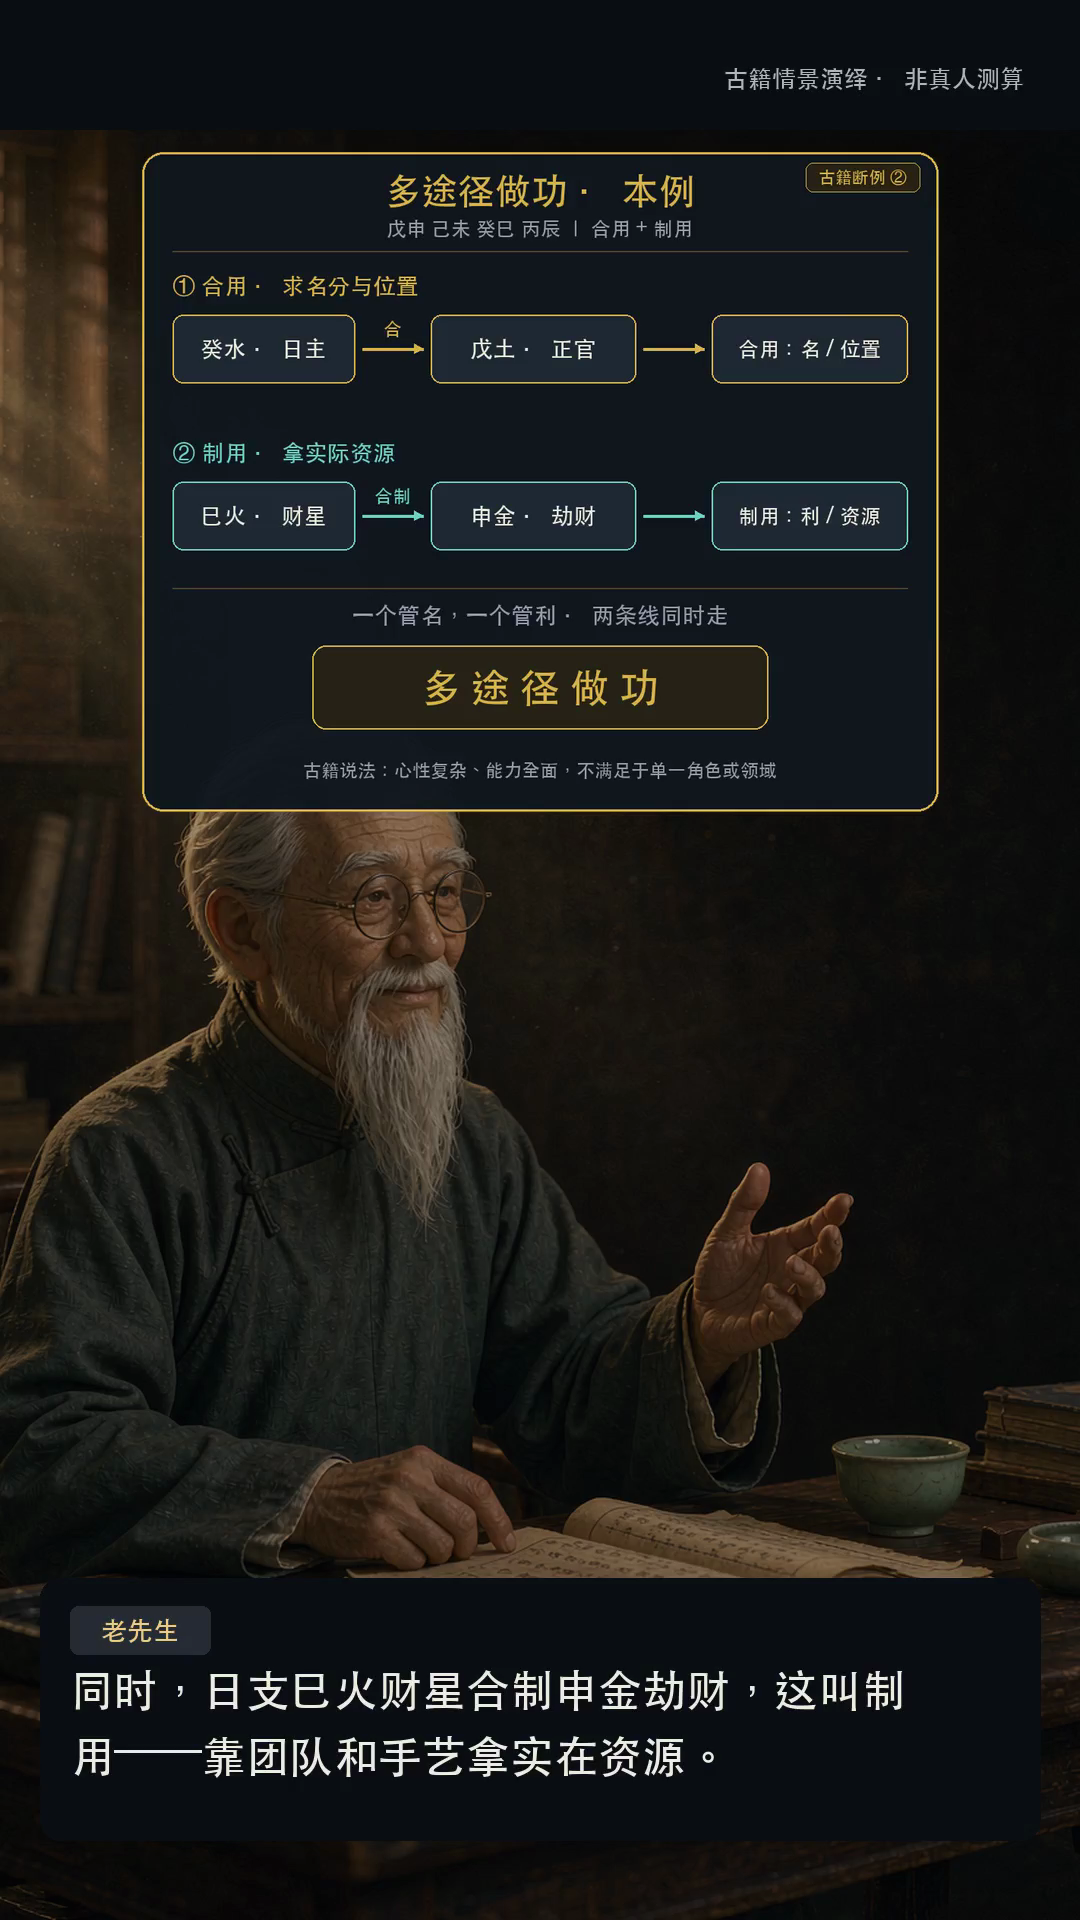 古籍情景演绎· 非真人测算
多途径做功· 本例
古籍断例 ②
戊申 己未 癸巳 丙辰 | 合用+制用
① 合用· 求名分与位置
癸水· 日主
合
戊土· 正官
合用：名/位置
② 制用· 拿实际资源
巳火· 财星
合制
申金· 劫财
制用：利/资源
一个管名，一个管利· 两条线同时走
多途径做功
古籍说法：心性复杂、能力全面，不满足于单一角色或领域
老先生
同时，日支巳火财星合制申金劫财，这叫制
用——靠团队和手艺拿实在资源。